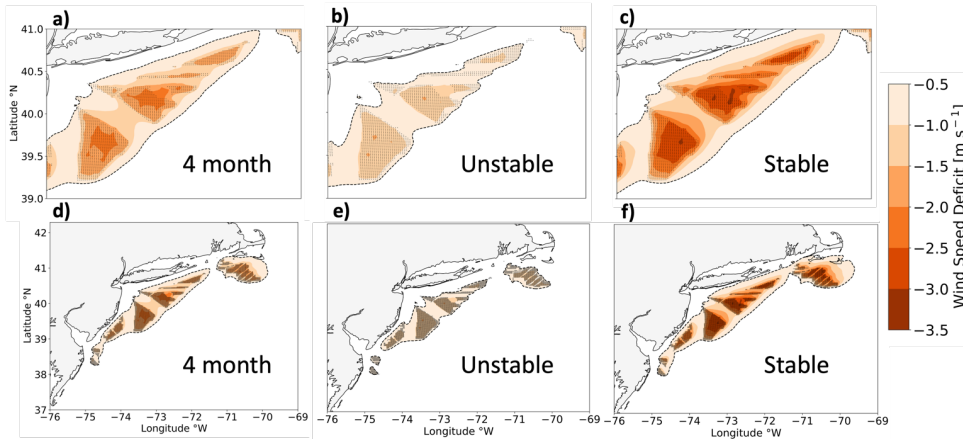 a) b) c)
41.0
40.5
40.0
39.5
39.0
Latitude °N
4 month Unstable Stable
−0.5
−1.0
−1.5
−2.0
−2.5
−3.0
−3.5
Wind Speed Deficit [m s⁻¹]
d) e) f)
42
41
40
39
38
37
Latitude °N
4 month Unstable Stable
−76 −75 −74 −73 −72 −71 −70 −69
−76 −75 −74 −73 −72 −71 −70 −69
−76 −75 −74 −73 −72 −71 −70 −69
Longitude °W Longitude °W Longitude °W